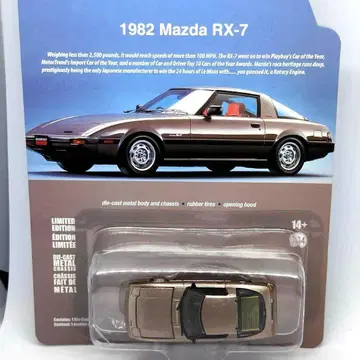 1982 Mazda RX-7
Weighing less than 2,500 pounds, it would reach speeds of more than 100 MPH. The RX-7 went on to win Playboy's Car of the Year,
MotorTrend's Import Car of the Year, and a number of Car and Driver Top 10 Cars of the Year Awards. Mazda's race heritage runs deep,
prestigiously being the only Japanese manufacturer to win the 24 hours of Le Mans with..... you guessed it, a Rotary Engine.
die-cast metal body and chassis • rubber tires • opening hood
LIMITED
EDITION
ÉDITION
LIMITÉE
14+
DIE-CAST
METAL
CHASSIS
CHÂSSIS
FAIT DE
MÉTAL